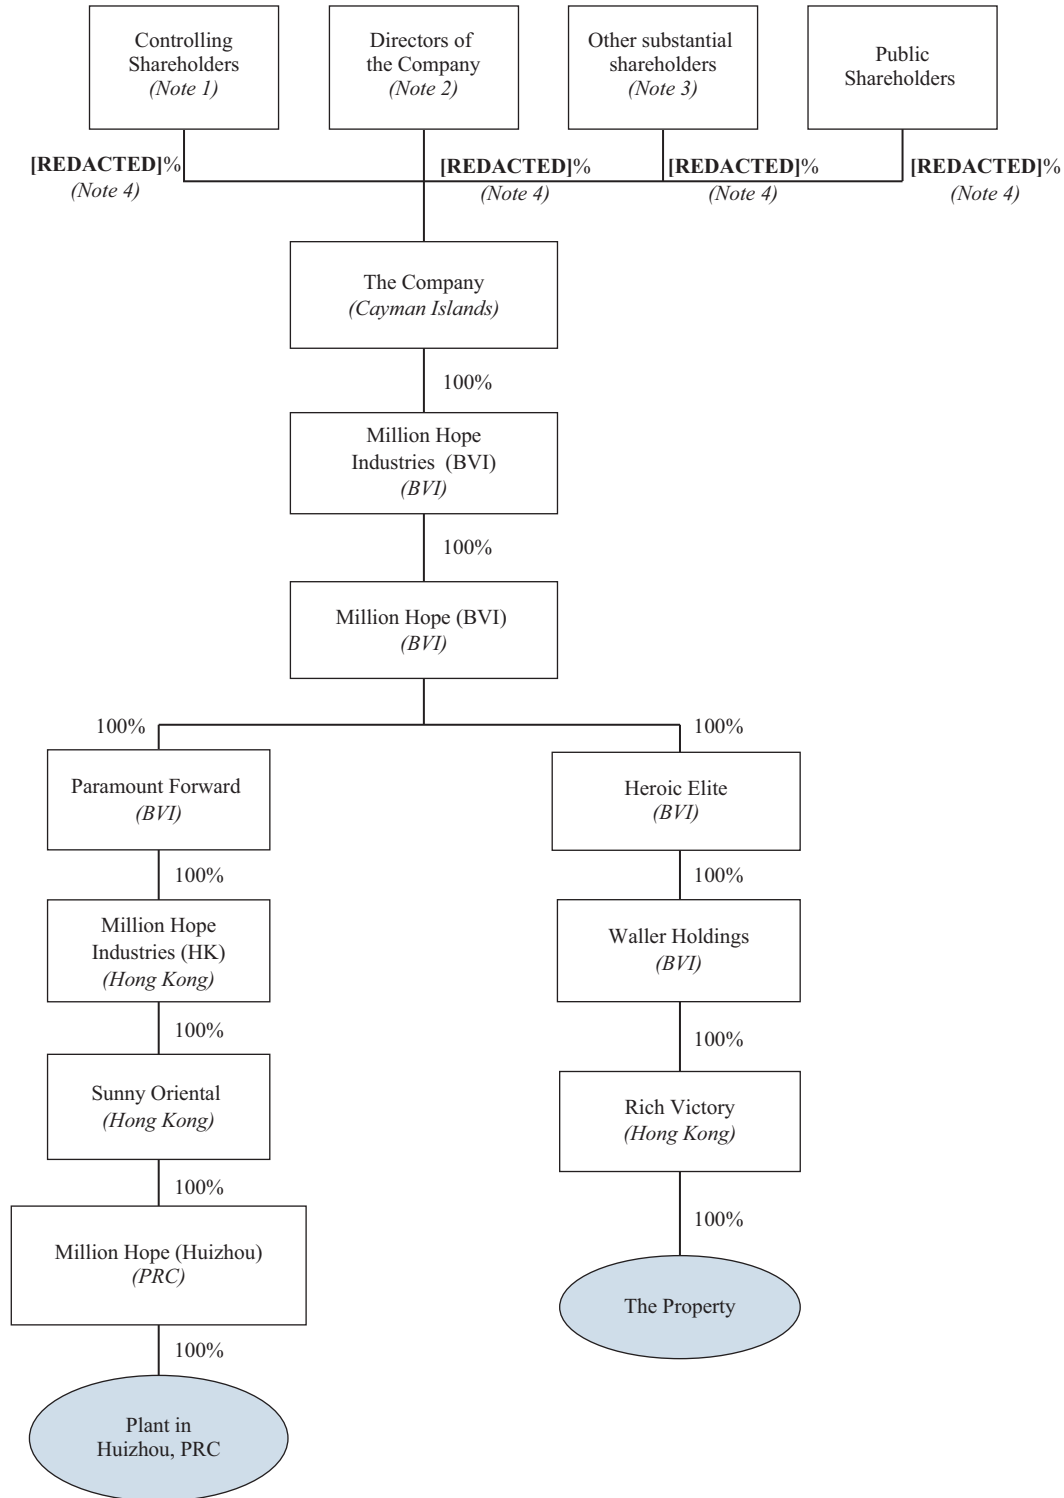 Controlling
Shareholders
(Note 1)
Directors of
the Company
(Note 2)
Other substantial
shareholders
(Note 3)
Public
Shareholders
[REDACTED]%
(Note 4)
[REDACTED]%
(Note 4)
[REDACTED]%
(Note 4)
[REDACTED]%
(Note 4)
The Company
(Cayman Islands)
100%
Million Hope
Industries (BVI)
(BVI)
100%
Million Hope (BVI)
(BVI)
100%
100%
Paramount Forward
(BVI)
Heroic Elite
(BVI)
100%
100%
Million Hope
Industries (HK)
(Hong Kong)
Waller Holdings
(BVI)
100%
100%
Sunny Oriental
(Hong Kong)
Rich Victory
(Hong Kong)
100%
100%
Million Hope (Huizhou)
(PRC)
The Property
100%
Plant in
Huizhou, PRC